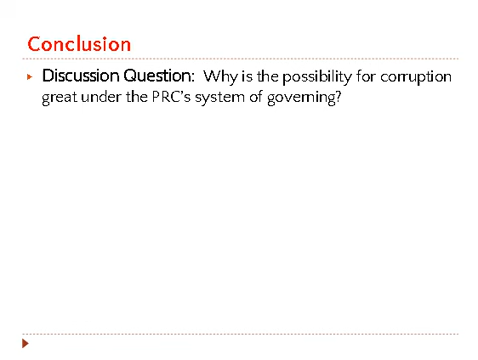 Conclusion
Discussion Question:  Why is the possibility for corruption
great under the PRC's system of governing?